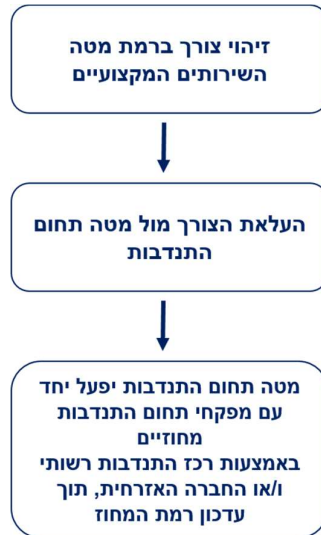 זיהוי צורך ברמת מטה
השירותים המקצועיים
העלאת הצורך מול מטה תחום
התנדבות
מטה תחום התנדבות יפעל יחד
עם מפקחי תחום התנדבות
מחוזיים
באמצעות רכז התנדבות רשותי
ו/או החברה האזרחית, תוך
עדכון רמת המחוז